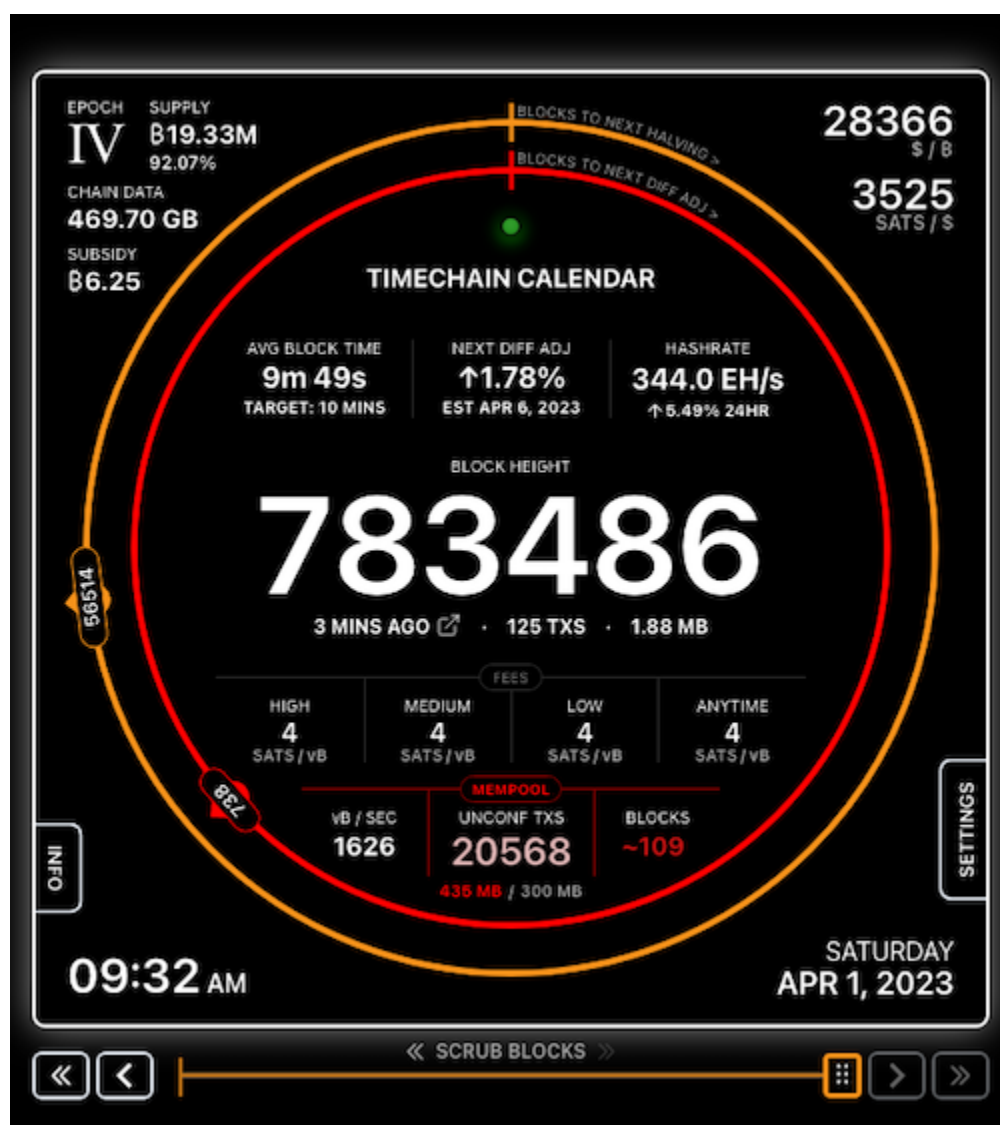 EPOCH
IV
SUPPLY
₿19.33M
92.07%
CHAIN DATA
469.70 GB
SUBSIDY
₿6.25
BLOCKS TO NEXT HALVING >
BLOCKS TO NEXT DIFF ADJ >
28366
$ / ₿
3525
SATS / $
TIMECHAIN CALENDAR
AVG BLOCK TIME
9m 49s
TARGET: 10 MINS
NEXT DIFF ADJ
↑1.78%
EST APR 6, 2023
HASHRATE
344.0 EH/s
↑ 5.49% 24HR
BLOCK HEIGHT
783486
3 MINS AGO · 125 TXS · 1.88 MB
56514
FEES
HIGH
4
SATS / vB
MEDIUM
4
SATS / vB
LOW
4
SATS / vB
ANYTIME
4
SATS / vB
738
MEMPOOL
vB / SEC
1626
UNCONF TXS
20568
435 MB / 300 MB
BLOCKS
~109
INFO
SETTINGS
09:32 AM
SATURDAY
APR 1, 2023
« SCRUB BLOCKS »